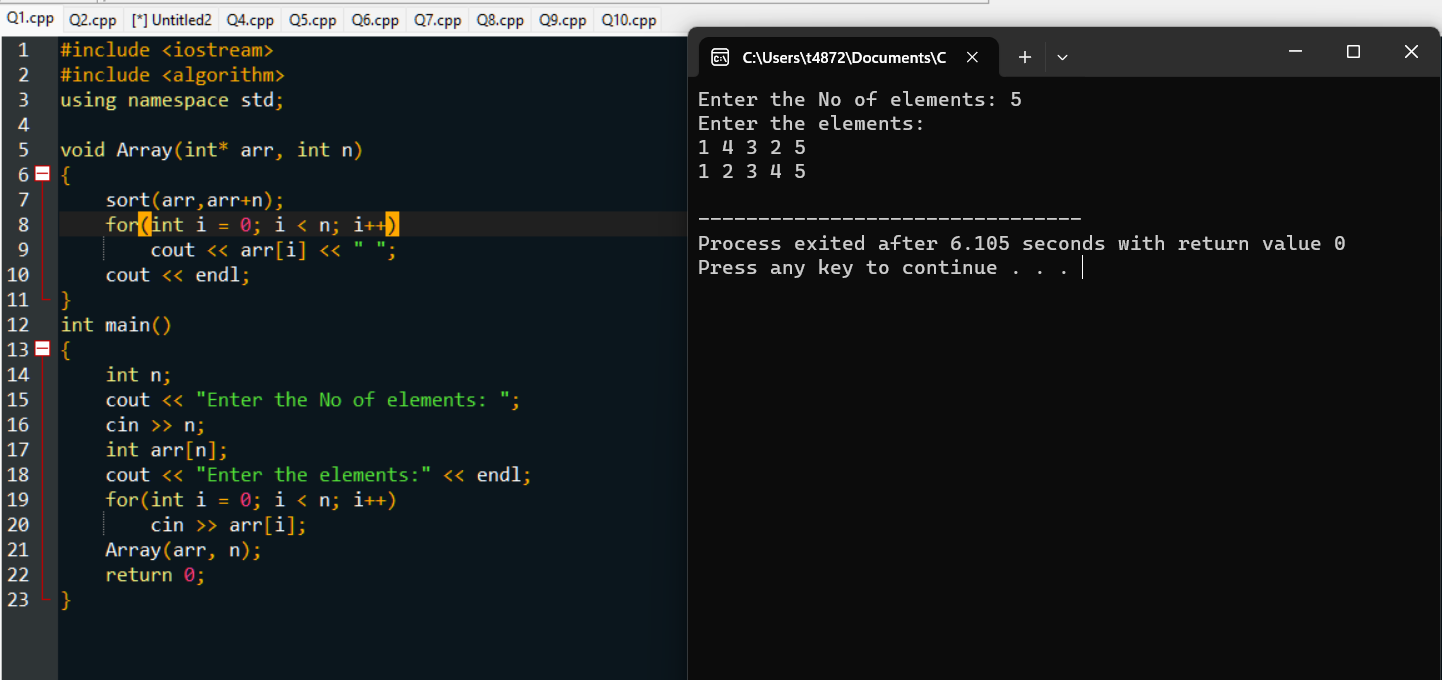 Q1.cpp Q2.cpp [*] Untitled2 Q4.cpp Q5.cpp Q6.cpp Q7.cpp Q8.cpp Q9.cpp Q10.cpp
1 #include <iostream>
2 #include <algorithm>
3 using namespace std;
4
5 void Array(int* arr, int n)
6 {
7     sort(arr,arr+n);
8     for(int i = 0; i < n; i++)
9         cout << arr[i] << " ";
10     cout << endl;
11 }
12 int main()
13 {
14     int n;
15     cout << "Enter the No of elements: ";
16     cin >> n;
17     int arr[n];
18     cout << "Enter the elements:" << endl;
19     for(int i = 0; i < n; i++)
20         cin >> arr[i];
21     Array(arr, n);
22     return 0;
23 }
C:\Users\t4872\Documents\C
Enter the No of elements: 5
Enter the elements:
1 4 3 2 5
1 2 3 4 5
--------------------------------
Process exited after 6.105 seconds with return value 0
Press any key to continue . . .